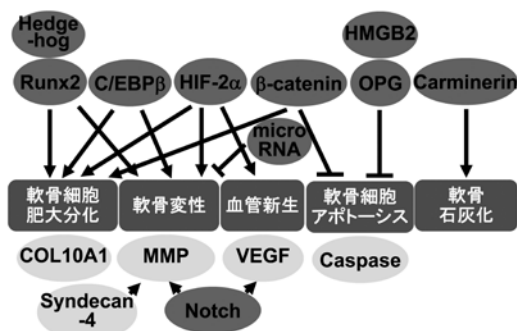 Hedge
-hog
HMGB2
Runx2
C/EBPβ
HIF-2α
β-catenin
OPG
Carminerin
micro
RNA
軟骨細胞
肥大分化
軟骨変性
血管新生
軟骨細胞
アポトーシス
軟骨
石灰化
COL10A1
MMP
VEGF
Caspase
Syndecan
-4
Notch